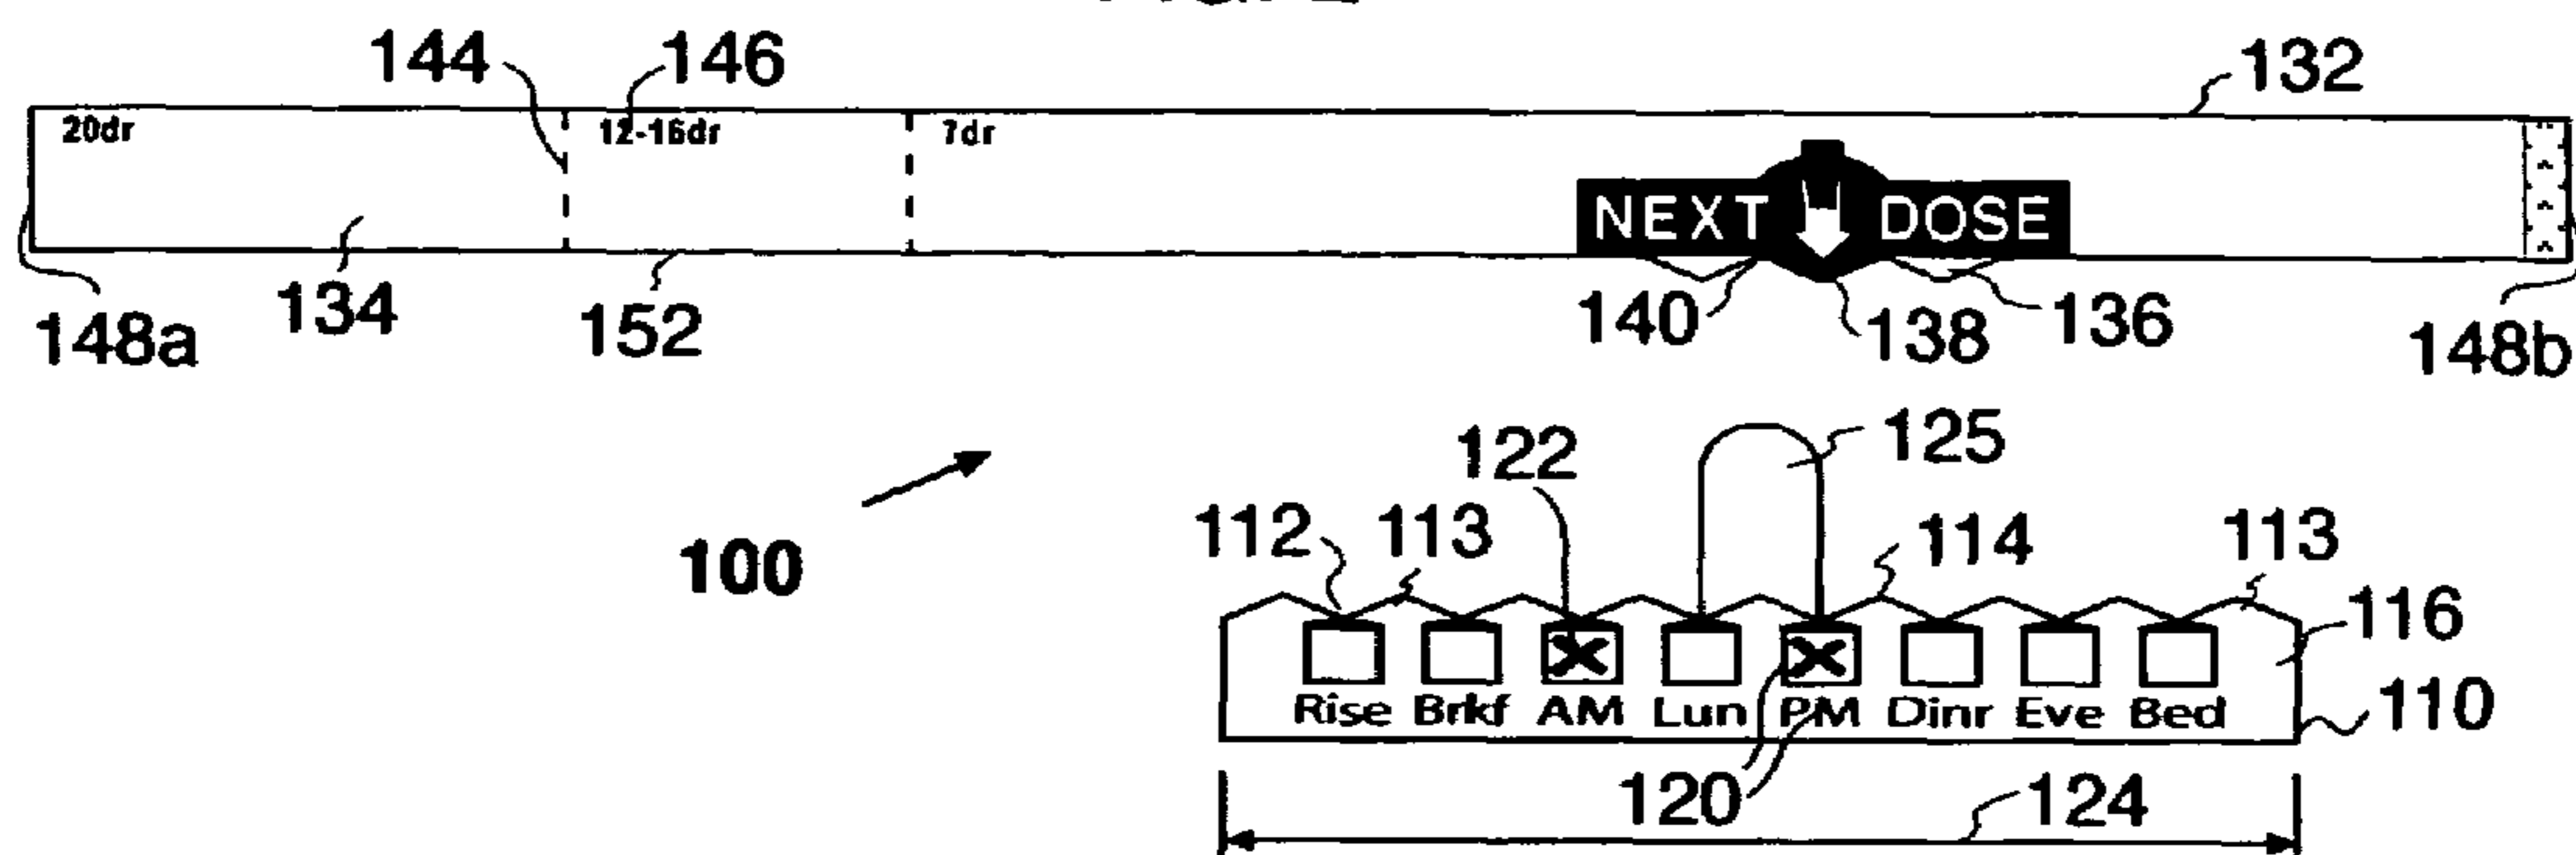 144 146 132
20dr 12-16dr 7dr
NEXT DOSE
148a 134 152 140 138 136 148b
122 125
100 112 113 114 113
116
Rise Brkf AM Lun PM Dinr Eve Bed
110
120 124